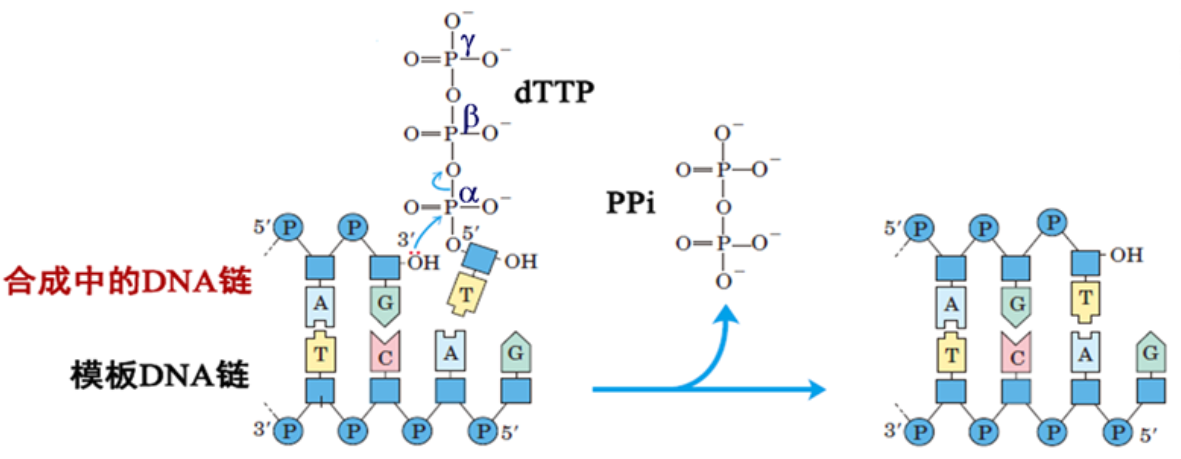 O⁻
γ
O=P—O⁻
O
dTTP
β
O=P—O⁻
O
α
O=P—O⁻
O
5′
5′ P P
3′
ÖH
OH
合成中的DNA链
A G T
T C A G
模板DNA链
3′ P P P P 5′
O⁻
O=P—O⁻
PPi
O
O=P—O⁻
O⁻
5′ P P P
OH
A G T
T C A G
3′ P P P P 5′